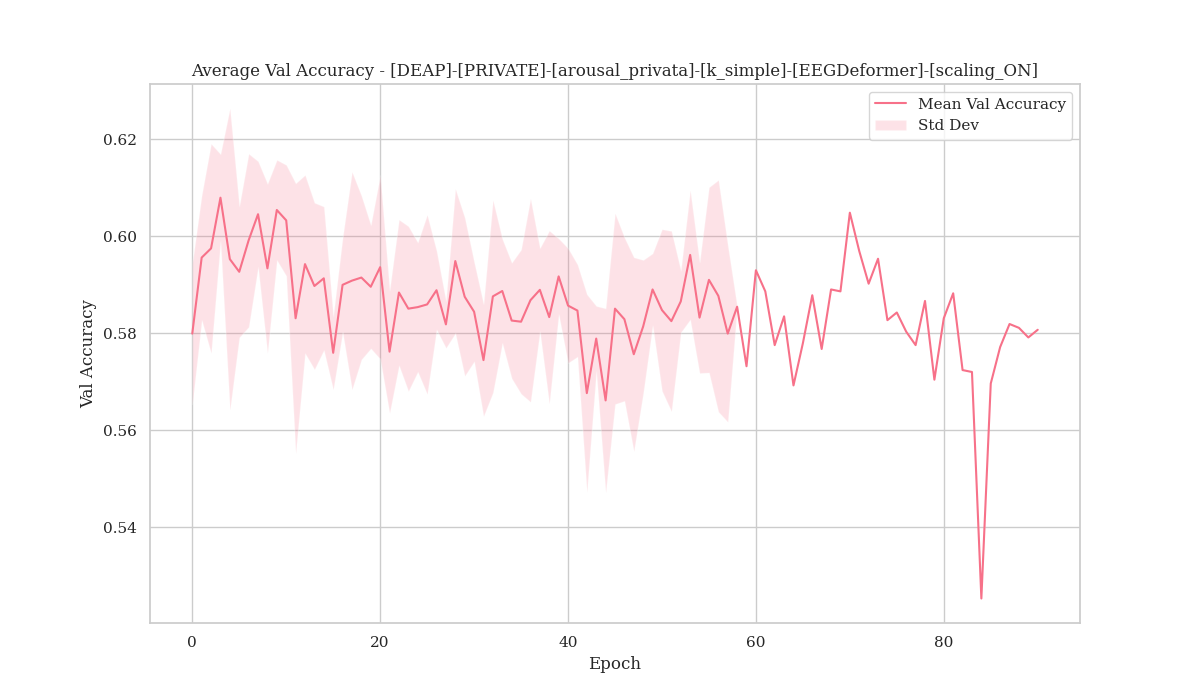 Average Val Accuracy - [DEAP]-[PRIVATE]-[arousal_privata]-[k_simple]-[EEGDeformer]-[scaling_ON]
Mean Val Accuracy
Std Dev
0.62
0.60
0.58
0.56
0.54
Val Accuracy
0
20
40
60
80
Epoch